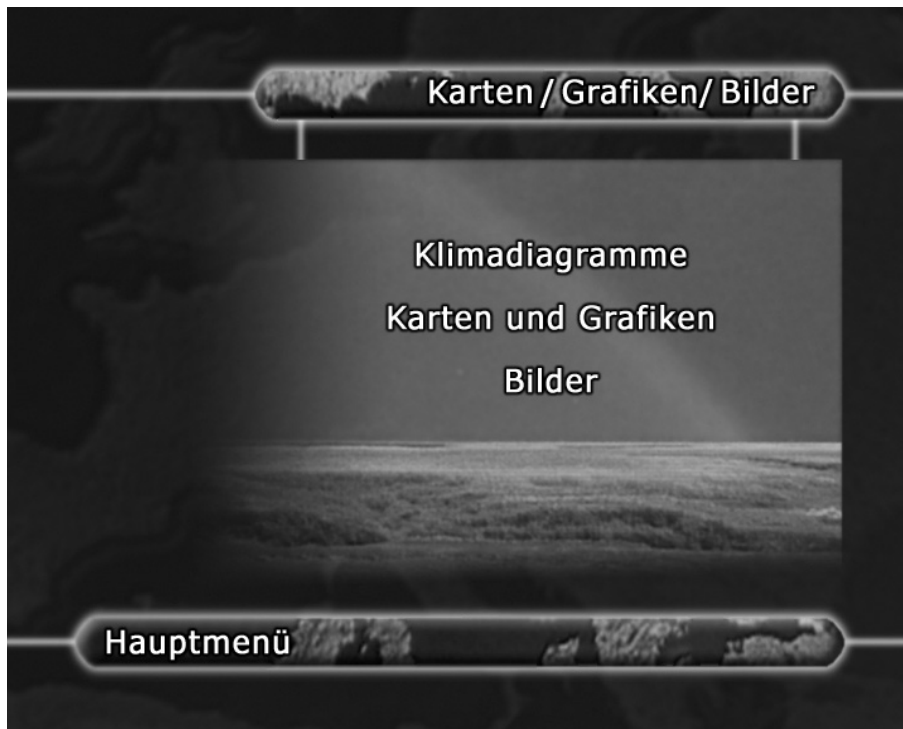 Karten / Grafiken/ Bilder
Klimadiagramme
Karten und Grafiken
Bilder
Hauptmenü